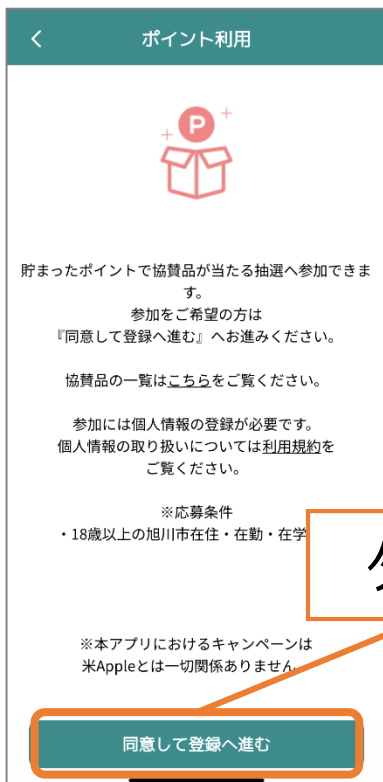 ポイント利用
P
貯まったポイントで協賛品が当たる抽選へ参加できま
す。
参加をご希望の方は
『同意して登録へ進む』へお進みください。
協賛品の一覧はこちらをご覧ください。
参加には個人情報の登録が必要です。
個人情報の取り扱いについては利用規約を
ご覧ください。
※応募条件
・18歳以上の旭川市在住・在勤・在学
※本アプリにおけるキャンペーンは
米Appleとは一切関係ありません
同意して登録へ進む